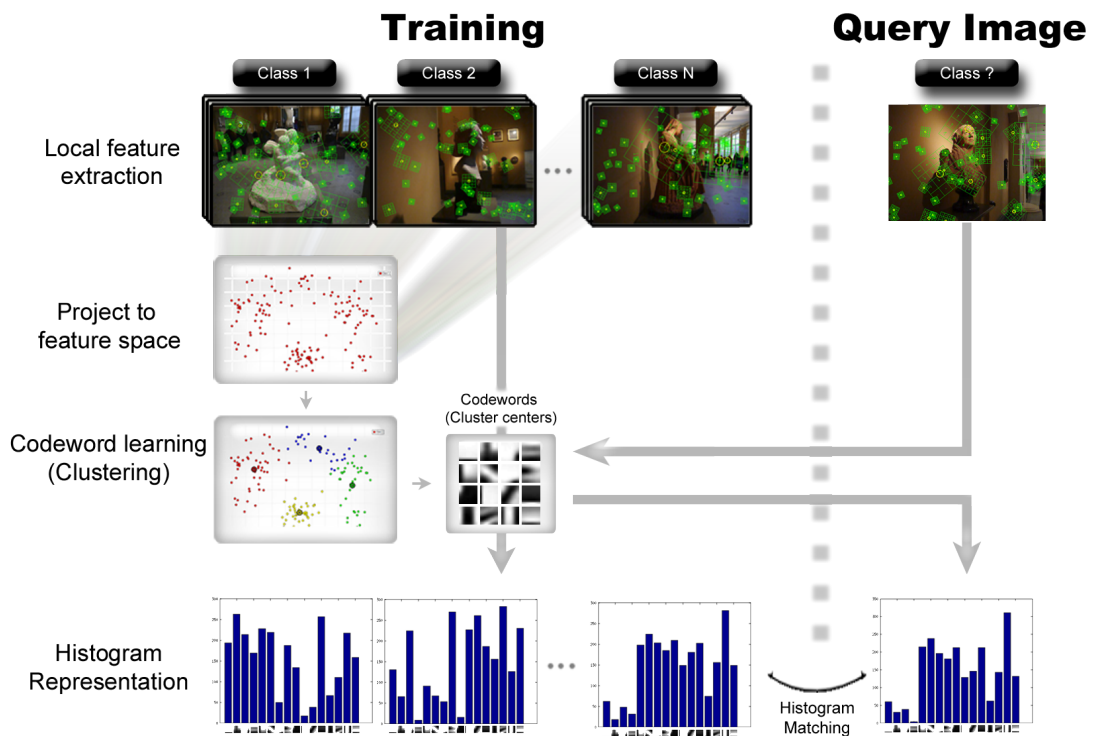 Training
Query Image
Class 1
Class 2
Class N
Class ?
Local feature
extraction
Project to
feature space
Codewords
(Cluster centers)
Codeword learning
(Clustering)
Histogram
Representation
Histogram
Matching